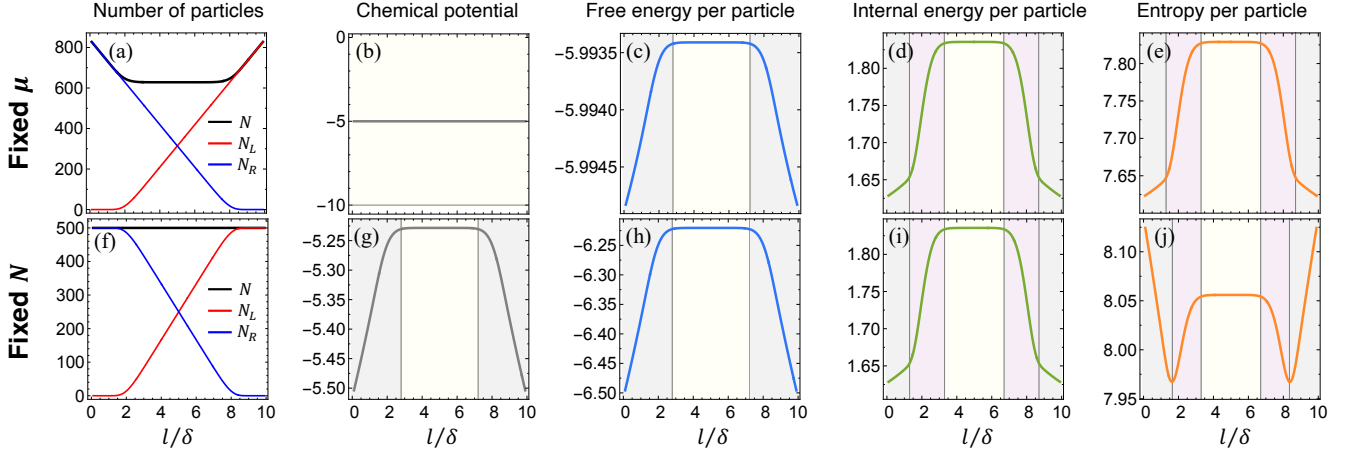 Number of particles
Chemical potential
Free energy per particle
Internal energy per particle
Entropy per particle
Fixed μ
(a)
800
600
400
200
0
N
N_L
N_R
(b)
0
−5
−10
(c)
−5.9935
−5.9940
−5.9945
(d)
1.80
1.75
1.70
1.65
(e)
7.80
7.75
7.70
7.65
Fixed N
(f)
500
400
300
200
100
0
N
N_L
N_R
0 2 4 6 8 10
l/δ
(g)
−5.25
−5.30
−5.35
−5.40
−5.45
−5.50
0 2 4 6 8 10
l/δ
(h)
−6.25
−6.30
−6.35
−6.40
−6.45
−6.50
0 2 4 6 8 10
l/δ
(i)
1.80
1.75
1.70
1.65
0 2 4 6 8 10
l/δ
(j)
8.10
8.05
8.00
7.95
0 2 4 6 8 10
l/δ